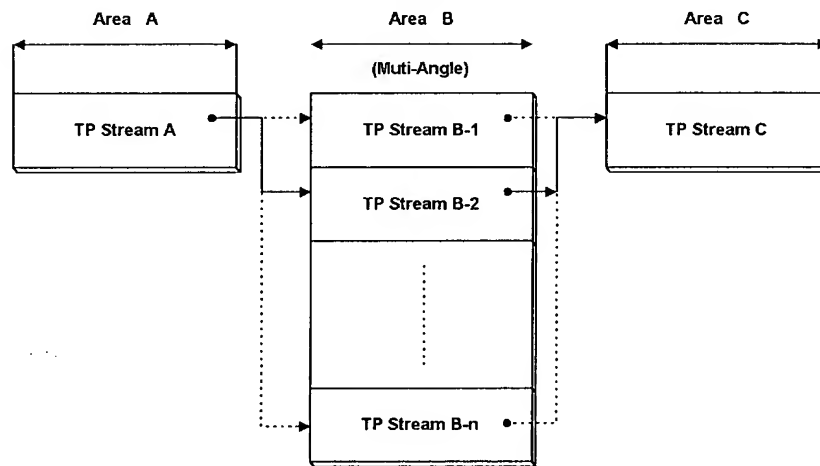 Area A
Area B
Area C
(Muti-Angle)
TP Stream A
TP Stream B-1
TP Stream C
TP Stream B-2
TP Stream B-n